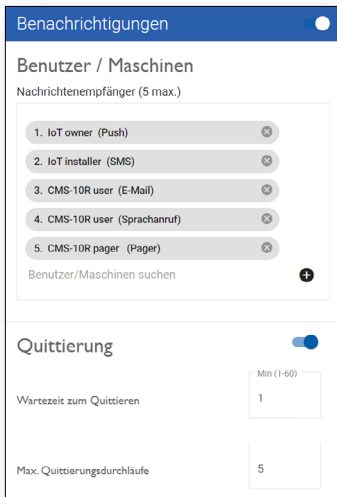 Benachrichtigungen
Benutzer / Maschinen
Nachrichtenempfänger (5 max.)
1. IoT owner (Push)
2. IoT installer (SMS)
3. CMS-10R user (E-Mail)
4. CMS-10R user (Sprachanruf)
5. CMS-10R pager (Pager)
Benutzer/Maschinen suchen
Quittierung
Min (1-60)
Wartezeit zum Quittieren
1
Max. Quittierungsdurchläufe
5